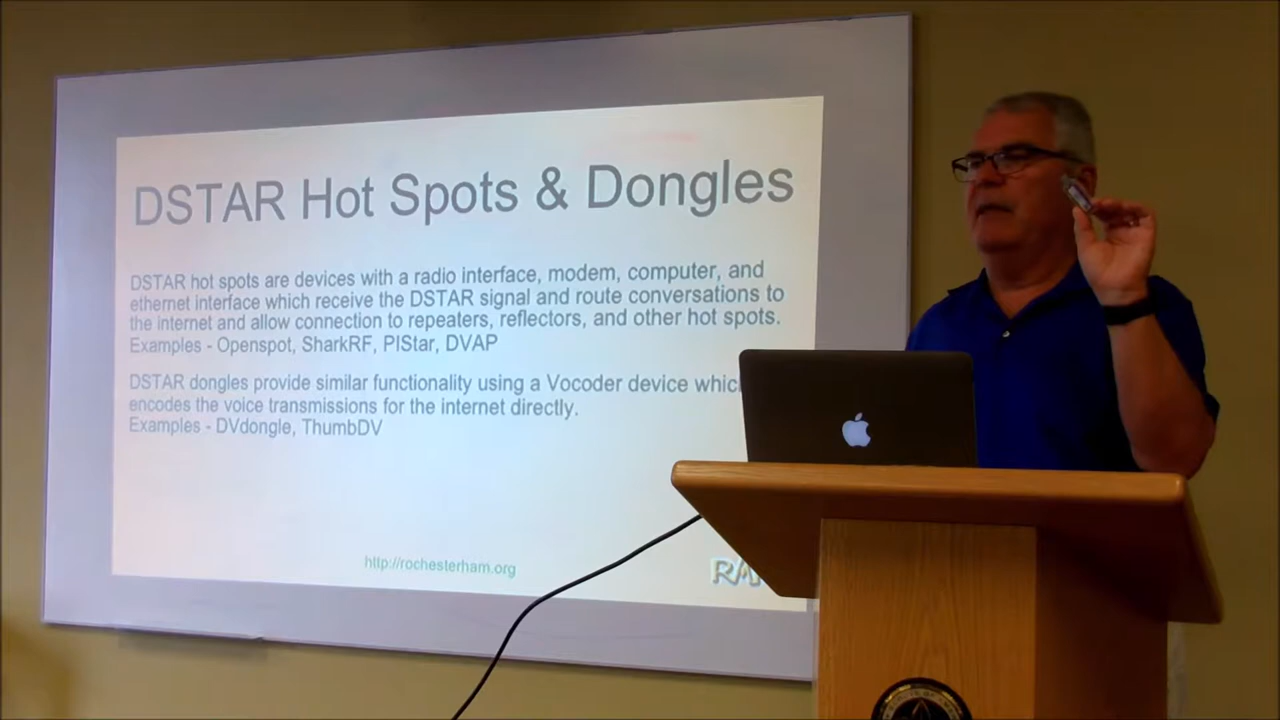 DSTAR Hot Spots & Dongles
DSTAR hot spots are devices with a radio interface, modem, computer, and
ethernet interface which receive the DSTAR signal and route conversations to
the internet and allow connection to repeaters, reflectors, and other hot spots.
Examples - Openspot, SharkRF, PIStar, DVAP
DSTAR dongles provide similar functionality using a Vocoder device whic
encodes the voice transmissions for the internet directly.
Examples - DVdongle, ThumbDV
http://rochesterham.org